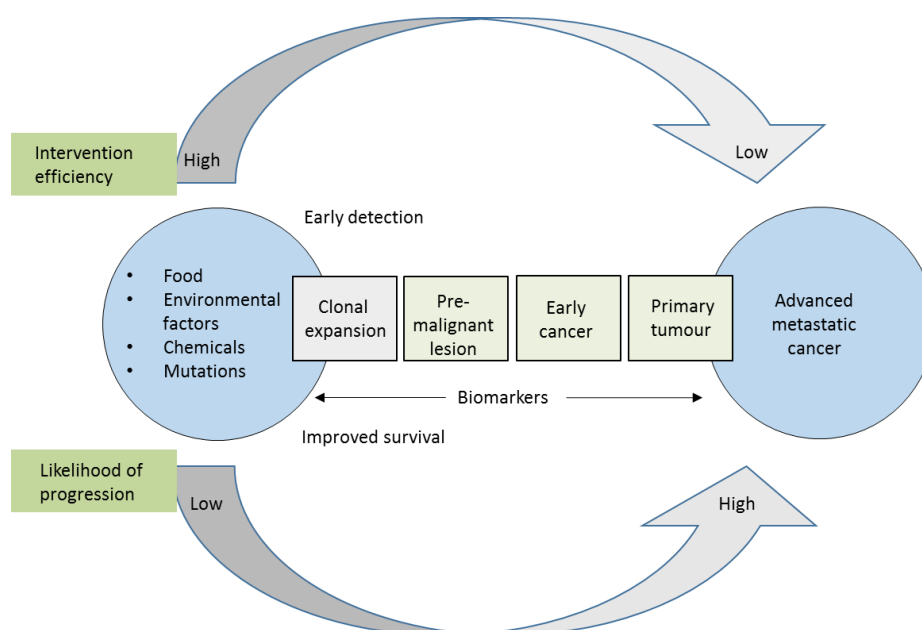 Intervention
efficiency
High
Low
Early detection
• Food
• Environmental
factors
• Chemicals
• Mutations
Clonal
expansion
Pre-
malignant
lesion
Early
cancer
Primary
tumour
Advanced
metastatic
cancer
Biomarkers
Improved survival
Likelihood of
progression
Low
High